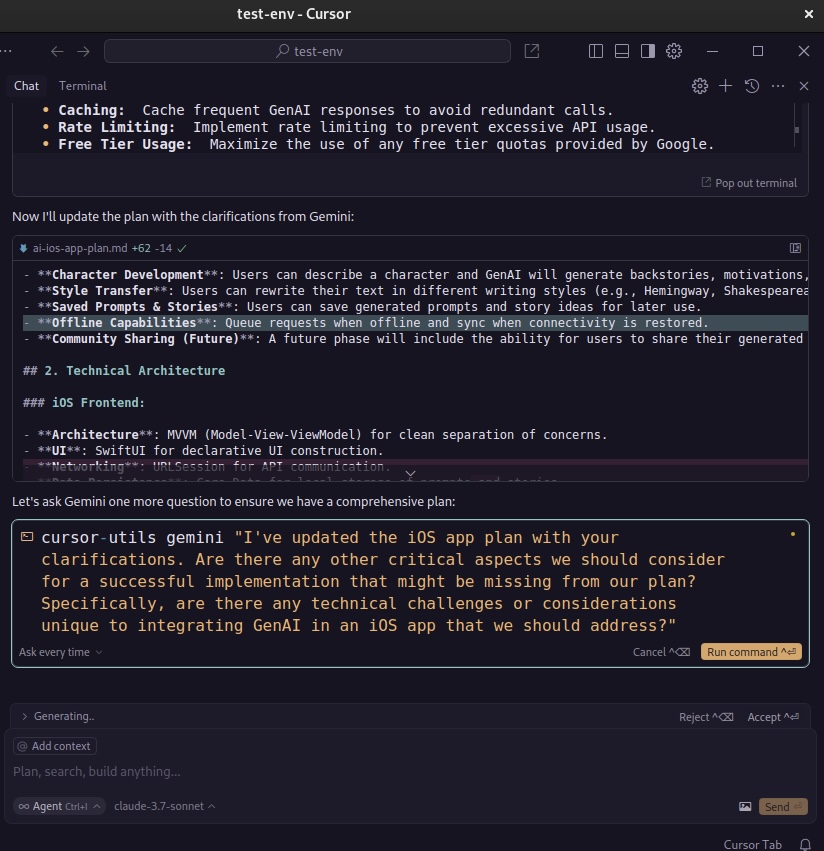 test-env - Cursor
test-env
Chat
Terminal
• Caching: Cache frequent GenAI responses to avoid redundant calls.
• Rate Limiting: Implement rate limiting to prevent excessive API usage.
• Free Tier Usage: Maximize the use of any free tier quotas provided by Google.
Pop out terminal
Now I'll update the plan with the clarifications from Gemini:
ai-ios-app-plan.md +62 -14
- **Character Development**: Users can describe a character and GenAI will generate backstories, motivations,
- **Style Transfer**: Users can rewrite their text in different writing styles (e.g., Hemingway, Shakespearea
- **Saved Prompts & Stories**: Users can save generated prompts and story ideas for later use.
- **Offline Capabilities**: Queue requests when offline and sync when connectivity is restored.
- **Community Sharing (Future)**: A future phase will include the ability for users to share their generated
## 2. Technical Architecture
### iOS Frontend:
- **Architecture**: MVVM (Model-View-ViewModel) for clean separation of concerns.
- **UI**: SwiftUI for declarative UI construction.
- **Networking**: URLSession for API communication.
- **Data Persistence**: Core Data for local storage of prompts and stories.
Let's ask Gemini one more question to ensure we have a comprehensive plan:
cursor-utils gemini "I've updated the iOS app plan with your
clarifications. Are there any other critical aspects we should consider
for a successful implementation that might be missing from our plan?
Specifically, are there any technical challenges or considerations
unique to integrating GenAI in an iOS app that we should address?"
Ask every time
Cancel ^⌫
Run command ^⏎
Generating..
Reject ^⌫
Accept ^⏎
@ Add context
Plan, search, build anything...
∞ Agent Ctrl+I
claude-3.7-sonnet
Send ⏎
Cursor Tab